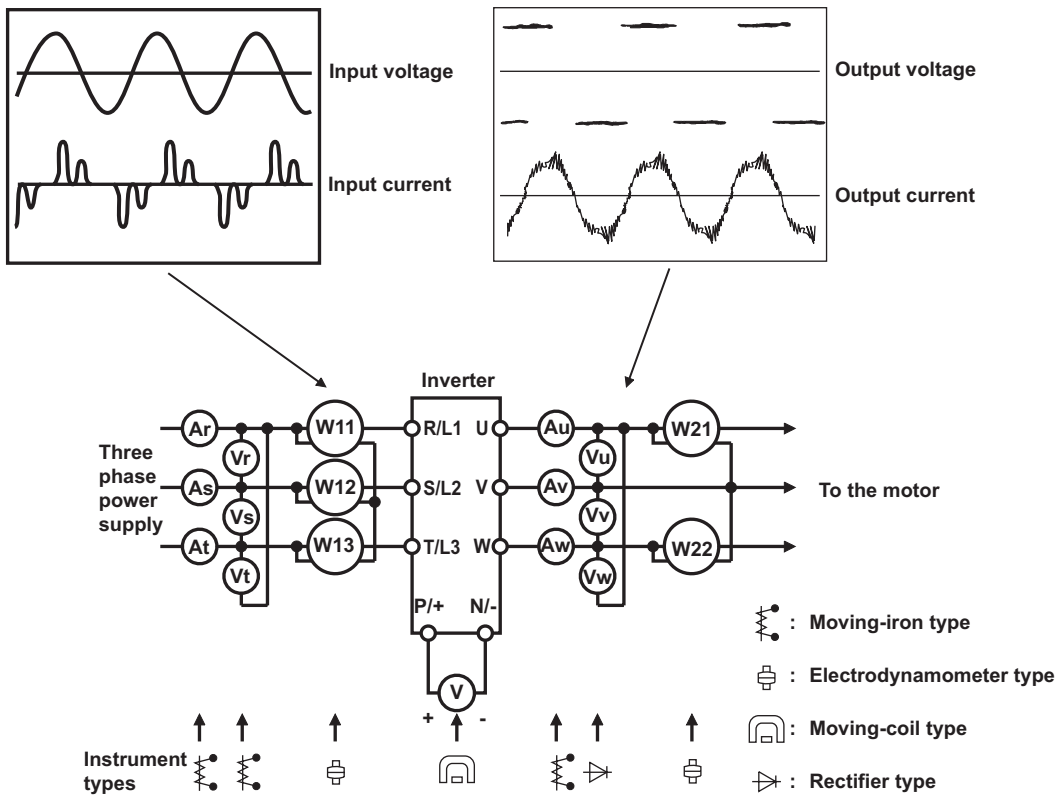 Input voltage
Input current
Output voltage
Output current
Inverter
Three
phase
power
supply
Ar
As
At
Vr
Vs
Vt
W11
W12
W13
R/L1
S/L2
T/L3
U
V
W
P/+
N/-
V
+
-
Au
Av
Aw
Vu
Vv
Vw
W21
W22
To the motor
: Moving-iron type
: Electrodynamometer type
: Moving-coil type
: Rectifier type
Instrument
types